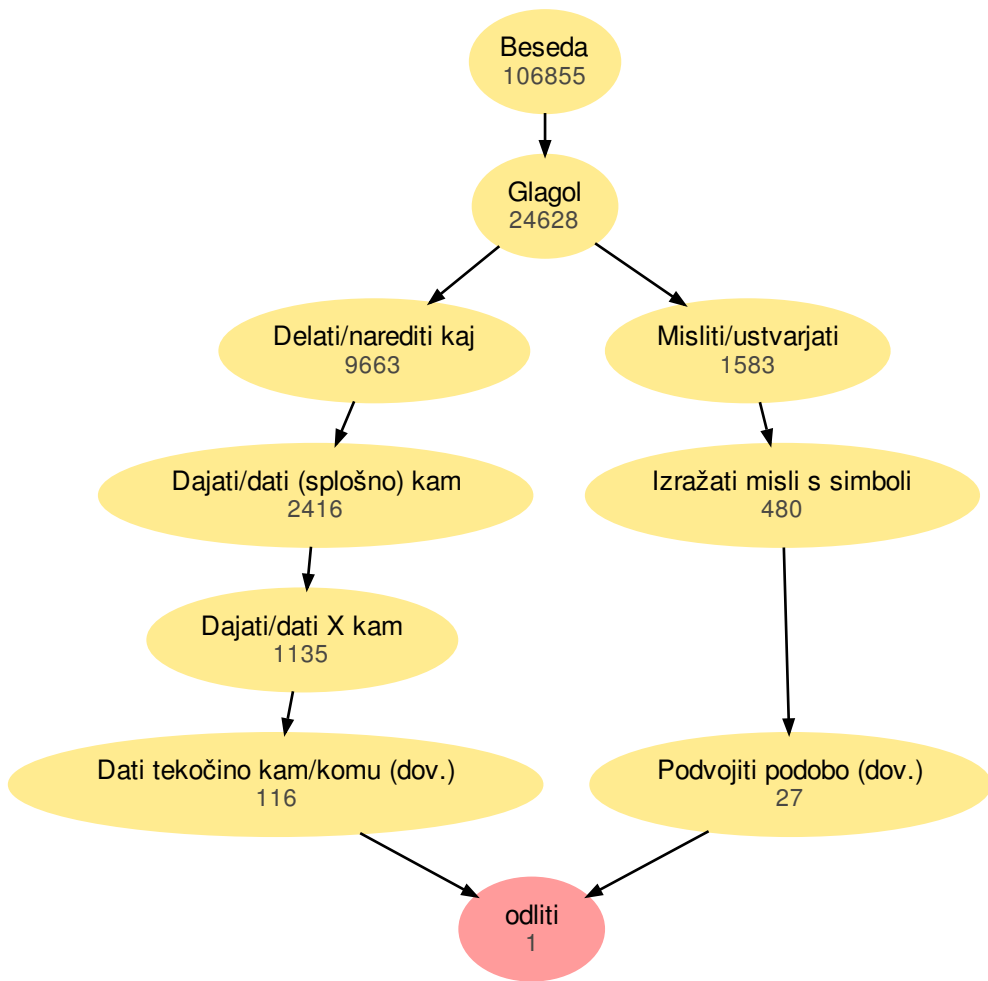 Beseda
106855
Glagol
24628
Delati/narediti kaj
9663
Misliti/ustvarjati
1583
Dajati/dati (splošno) kam
2416
Izražati misli s simboli
480
Dajati/dati X kam
1135
Dati tekočino kam/komu (dov.)
116
Podvojiti podobo (dov.)
27
odliti
1